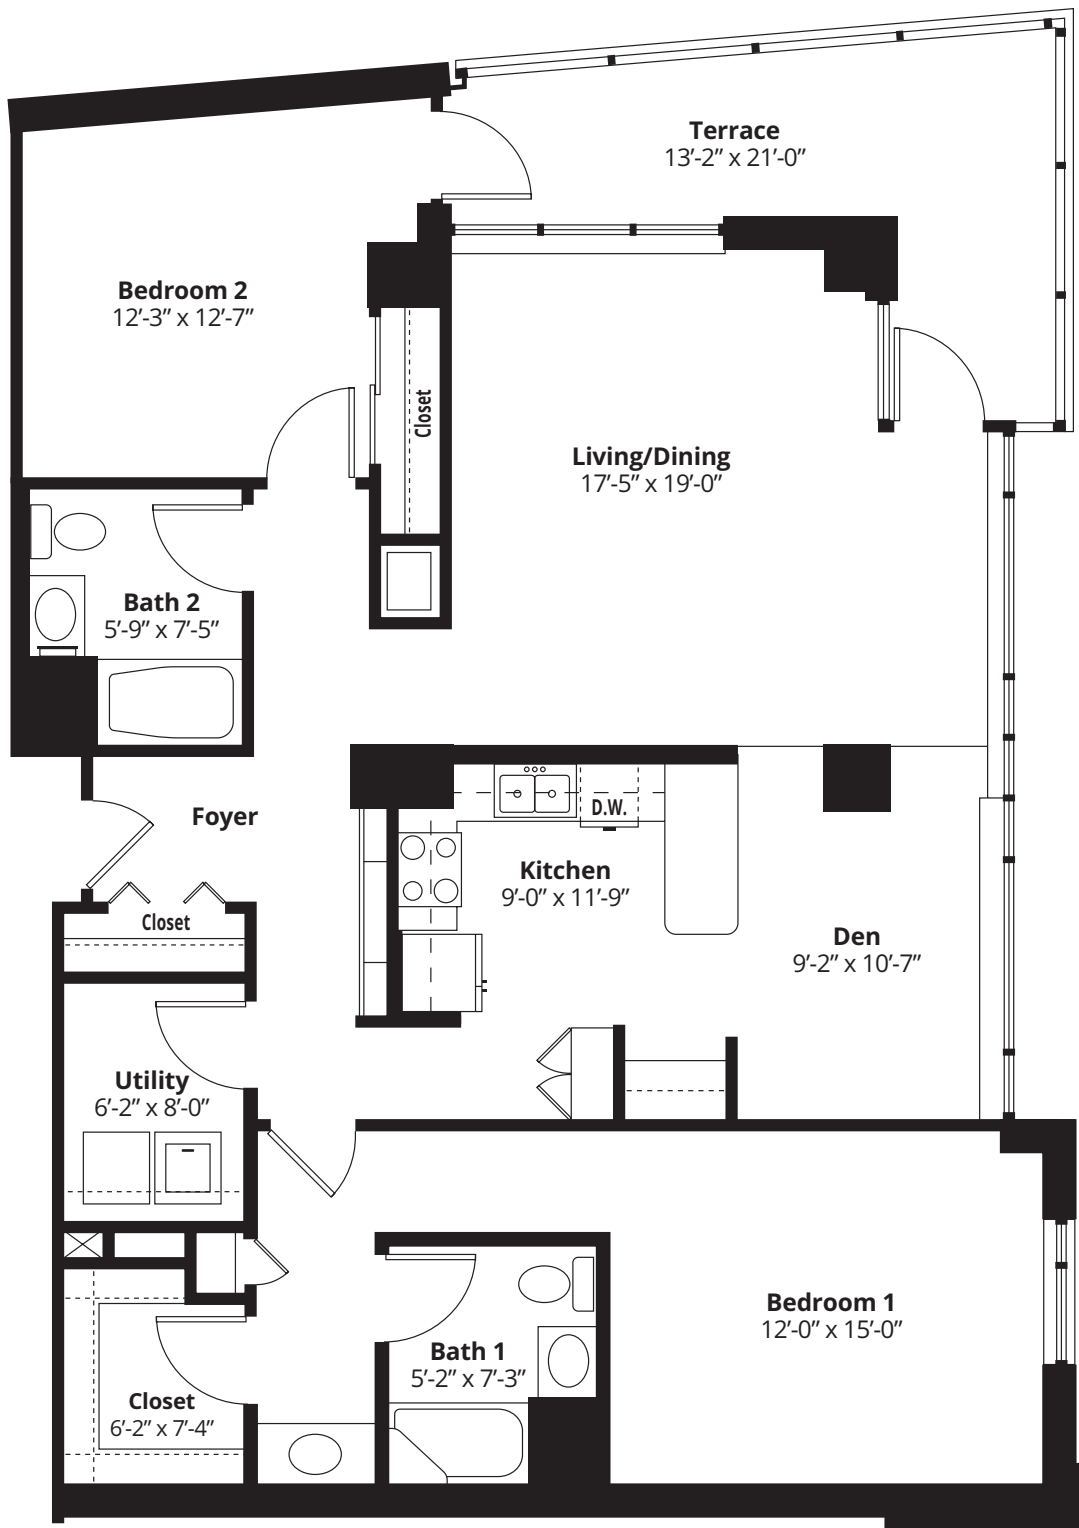 Terrace
13’-2” x 21’-0”
Bedroom 2
12’-3” x 12’-7”
Closet
Living/Dining
17’-5” x 19’-0”
Bath 2
5’-9” x 7’-5”
Foyer
D.W.
Kitchen
9’-0” x 11’-9”
Closet
Den
9’-2” x 10’-7”
Utility
6’-2” x 8’-0”
Bedroom 1
12’-0” x 15’-0”
Bath 1
5’-2” x 7’-3”
Closet
6’-2” x 7’-4”